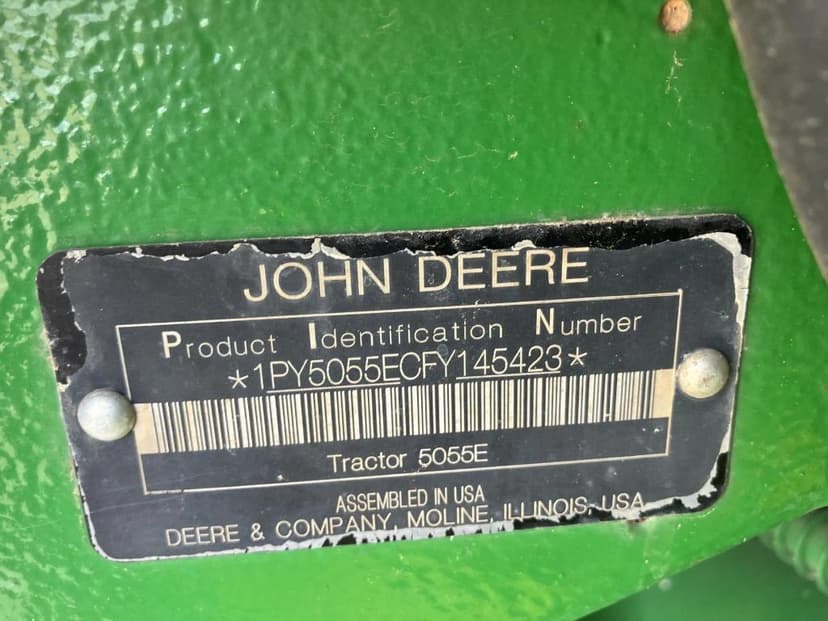 JOHN DEERE
Product Identification Number
*1PY5055ECFY145423*
Tractor 5055E
ASSEMBLED IN USA
DEERE & COMPANY, MOLINE, ILLINOIS, USA